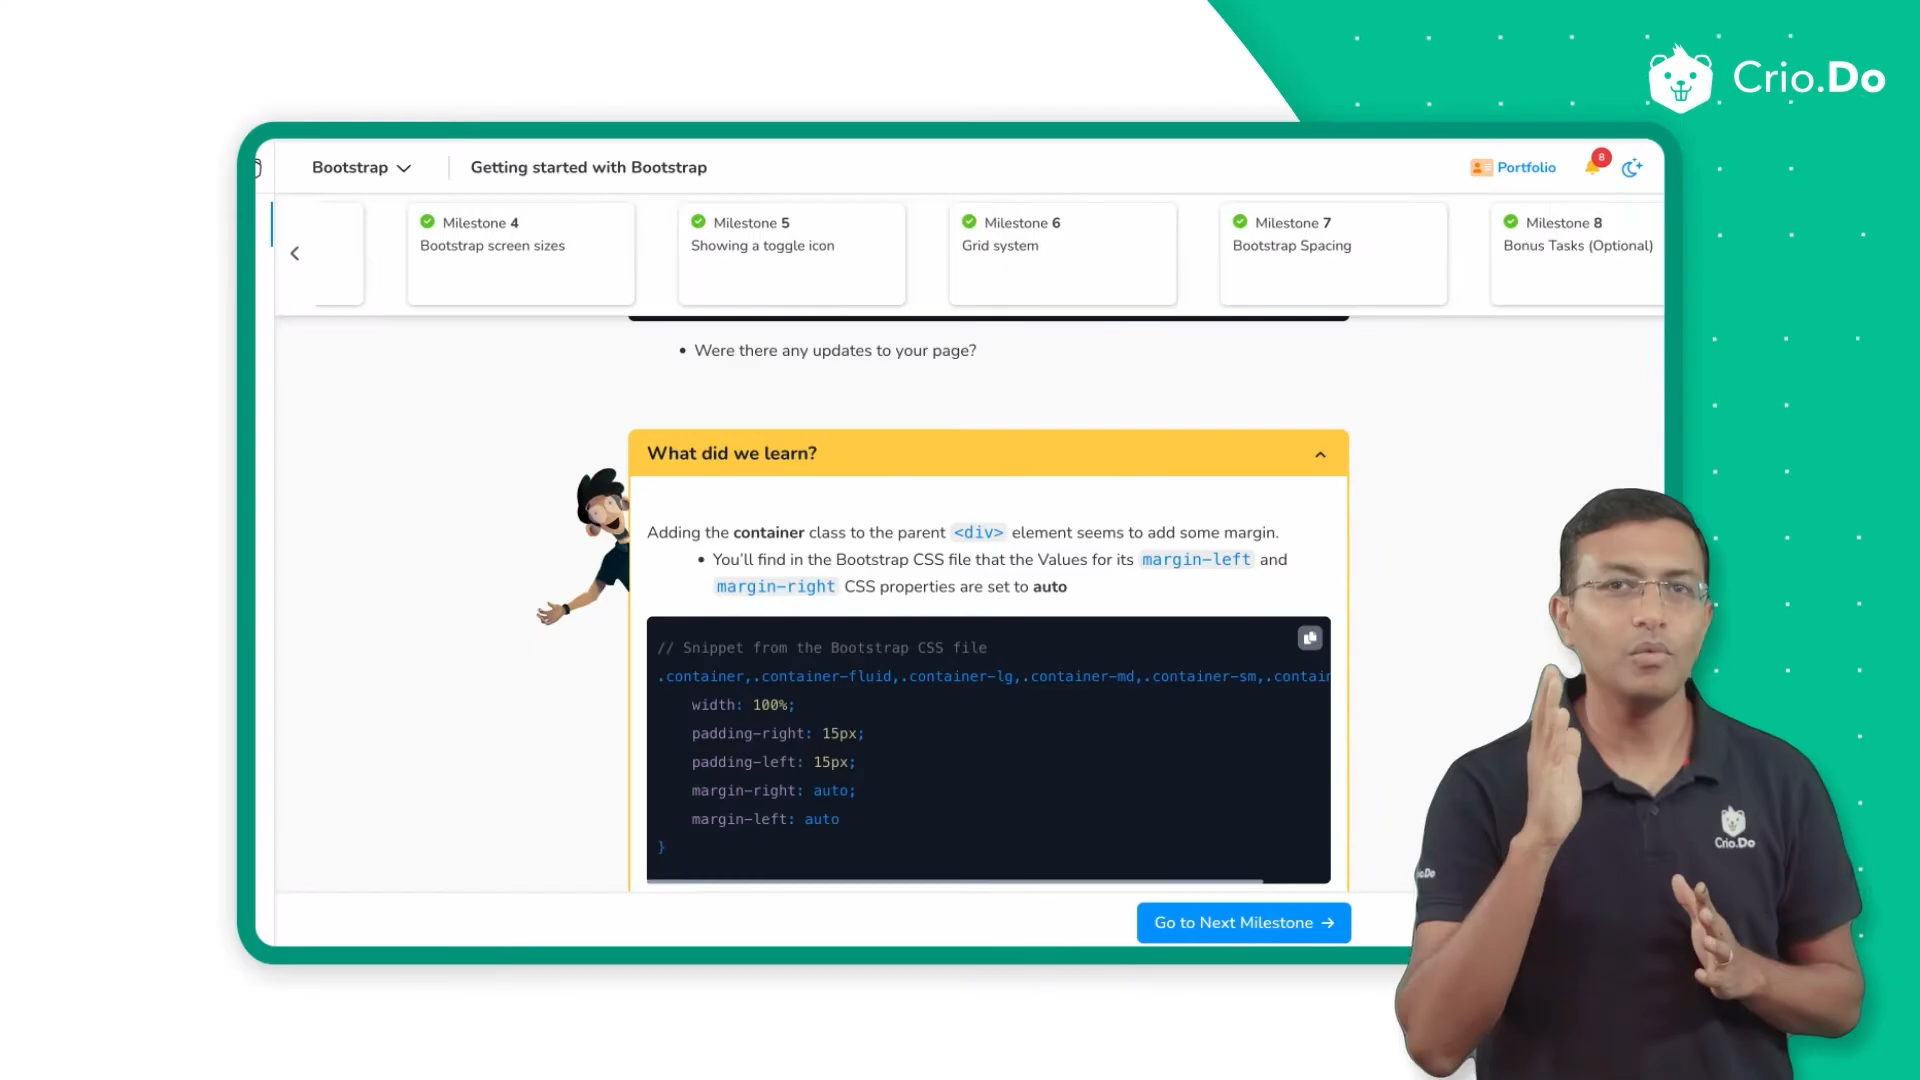 Crio.Do
Bootstrap
Getting started with Bootstrap
Portfolio
8
Milestone 4
Bootstrap screen sizes
Milestone 5
Showing a toggle icon
Milestone 6
Grid system
Milestone 7
Bootstrap Spacing
Milestone 8
Bonus Tasks (Optional)
• Were there any updates to your page?
What did we learn?
Adding the container class to the parent <div> element seems to add some margin.
• You'll find in the Bootstrap CSS file that the Values for its margin-left and
margin-right CSS properties are set to auto
// Snippet from the Bootstrap CSS file
.container,.container-fluid,.container-lg,.container-md,.container-sm,.contain
width: 100%;
padding-right: 15px;
padding-left: 15px;
margin-right: auto;
margin-left: auto
}
Go to Next Milestone →
Crio.Do
io.Do